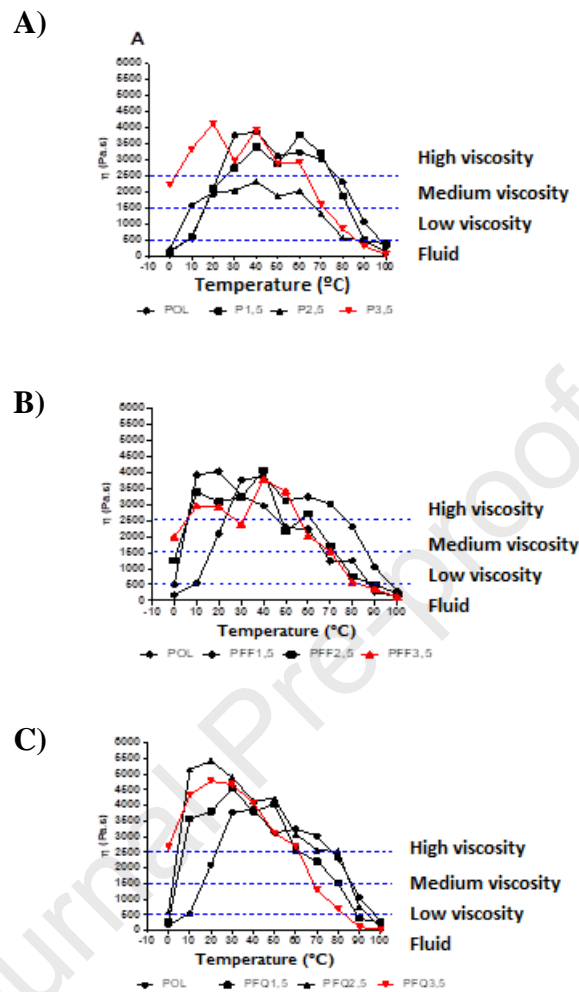 A)
A
6000
5500
5000
4500
4000
3500
3000
2500
2000
1500
1000
500
0
η (Pa.s)
-10 0 10 20 30 40 50 60 70 80 90 100
Temperature (ºC)
High viscosity
Medium viscosity
Low viscosity
Fluid
POL P1,5 P2,5 P3,5
B)
6000
5500
5000
4500
4000
3500
3000
2500
2000
1500
1000
500
0
η (Pa.s)
-10 0 10 20 30 40 50 60 70 80 90 100
Temperature (°C)
High viscosity
Medium viscosity
Low viscosity
Fluid
POL PFF1,5 PFF2,5 PFF3,5
C)
6000
5500
5000
4500
4000
3500
3000
2500
2000
1500
1000
500
0
η (Pa.s)
-10 0 10 20 30 40 50 60 70 80 90 100
Temperature (°C)
High viscosity
Medium viscosity
Low viscosity
Fluid
POL PFQ1,5 PFQ2,5 PFQ3,5
urnal Pre-proof